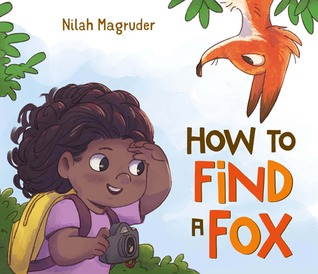 Nilah Magruder
HOW TO
FIND
A FOX